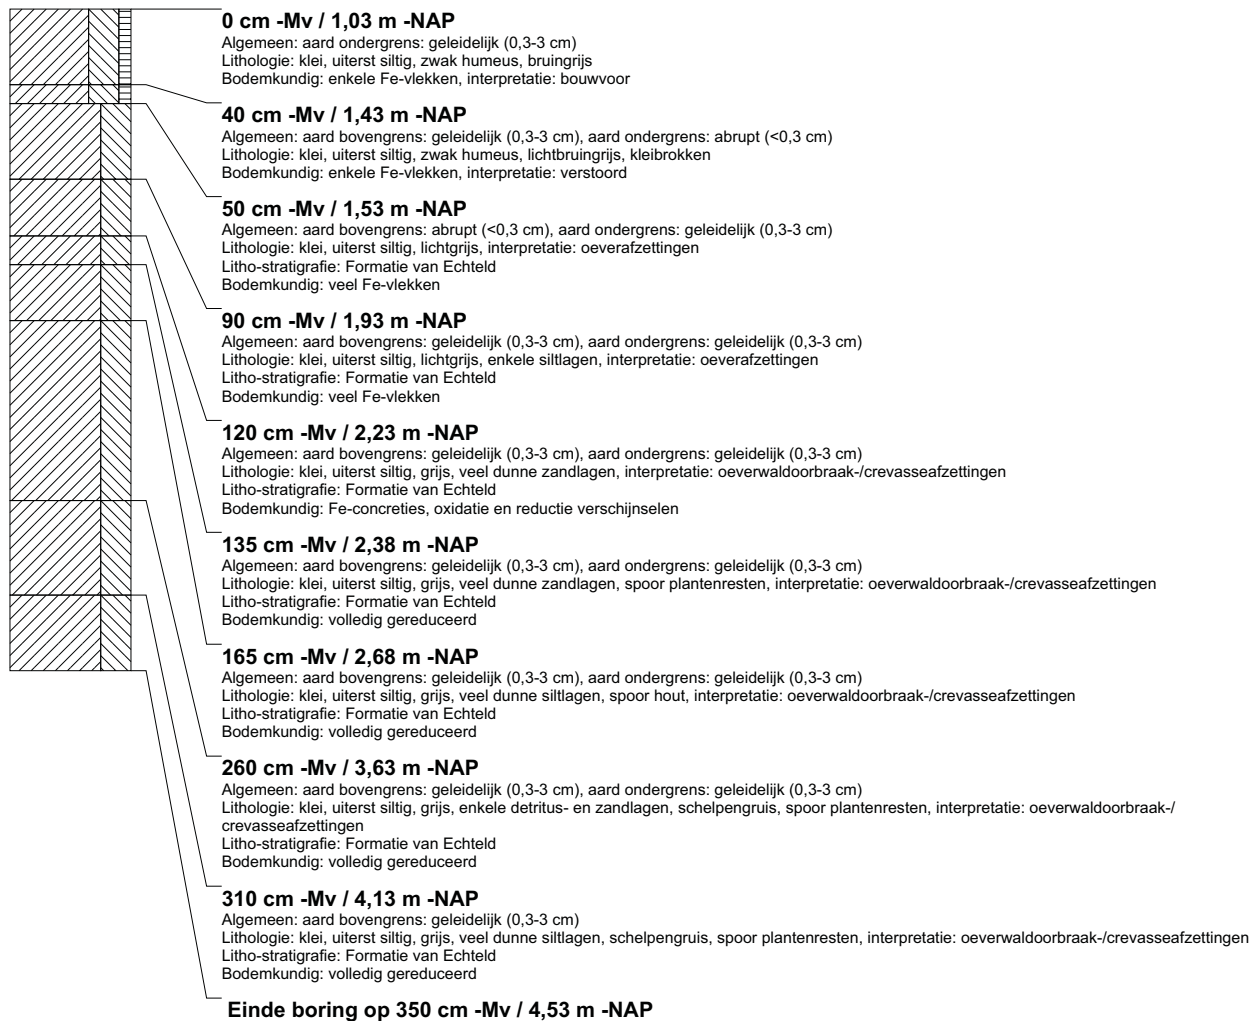 0 cm -Mv / 1,03 m -NAP
Algemeen: aard ondergrens: geleidelijk (0,3-3 cm)
Lithologie: klei, uiterst siltig, zwak humeus, bruingrijs
Bodemkundig: enkele Fe-vlekken, interpretatie: bouwvoor
40 cm -Mv / 1,43 m -NAP
Algemeen: aard bovengrens: geleidelijk (0,3-3 cm), aard ondergrens: abrupt (<0,3 cm)
Lithologie: klei, uiterst siltig, zwak humeus, lichtbruingrijs, kleibrokken
Bodemkundig: enkele Fe-vlekken, interpretatie: verstoord
50 cm -Mv / 1,53 m -NAP
Algemeen: aard bovengrens: abrupt (<0,3 cm), aard ondergrens: geleidelijk (0,3-3 cm)
Lithologie: klei, uiterst siltig, lichtgrijs, interpretatie: oeverafzettingen
Litho-stratigrafie: Formatie van Echteld
Bodemkundig: veel Fe-vlekken
90 cm -Mv / 1,93 m -NAP
Algemeen: aard bovengrens: geleidelijk (0,3-3 cm), aard ondergrens: geleidelijk (0,3-3 cm)
Lithologie: klei, uiterst siltig, lichtgrijs, enkele siltlagen, interpretatie: oeverafzettingen
Litho-stratigrafie: Formatie van Echteld
Bodemkundig: veel Fe-vlekken
120 cm -Mv / 2,23 m -NAP
Algemeen: aard bovengrens: geleidelijk (0,3-3 cm), aard ondergrens: geleidelijk (0,3-3 cm)
Lithologie: klei, uiterst siltig, grijs, veel dunne zandlagen, interpretatie: oeverwaldoorbraak-/crevasseafzettingen
Litho-stratigrafie: Formatie van Echteld
Bodemkundig: Fe-concreties, oxidatie en reductie verschijnselen
135 cm -Mv / 2,38 m -NAP
Algemeen: aard bovengrens: geleidelijk (0,3-3 cm), aard ondergrens: geleidelijk (0,3-3 cm)
Lithologie: klei, uiterst siltig, grijs, veel dunne zandlagen, spoor plantenresten, interpretatie: oeverwaldoorbraak-/crevasseafzettingen
Litho-stratigrafie: Formatie van Echteld
Bodemkundig: volledig gereduceerd
165 cm -Mv / 2,68 m -NAP
Algemeen: aard bovengrens: geleidelijk (0,3-3 cm), aard ondergrens: geleidelijk (0,3-3 cm)
Lithologie: klei, uiterst siltig, grijs, veel dunne siltlagen, spoor hout, interpretatie: oeverwaldoorbraak-/crevasseafzettingen
Litho-stratigrafie: Formatie van Echteld
Bodemkundig: volledig gereduceerd
260 cm -Mv / 3,63 m -NAP
Algemeen: aard bovengrens: geleidelijk (0,3-3 cm), aard ondergrens: geleidelijk (0,3-3 cm)
Lithologie: klei, uiterst siltig, grijs, enkele detritus- en zandlagen, schelpengruis, spoor plantenresten, interpretatie: oeverwaldoorbraak-/
crevasseafzettingen
Litho-stratigrafie: Formatie van Echteld
Bodemkundig: volledig gereduceerd
310 cm -Mv / 4,13 m -NAP
Algemeen: aard bovengrens: geleidelijk (0,3-3 cm)
Lithologie: klei, uiterst siltig, grijs, veel dunne siltlagen, schelpengruis, spoor plantenresten, interpretatie: oeverwaldoorbraak-/crevasseafzettingen
Litho-stratigrafie: Formatie van Echteld
Bodemkundig: volledig gereduceerd
Einde boring op 350 cm -Mv / 4,53 m -NAP